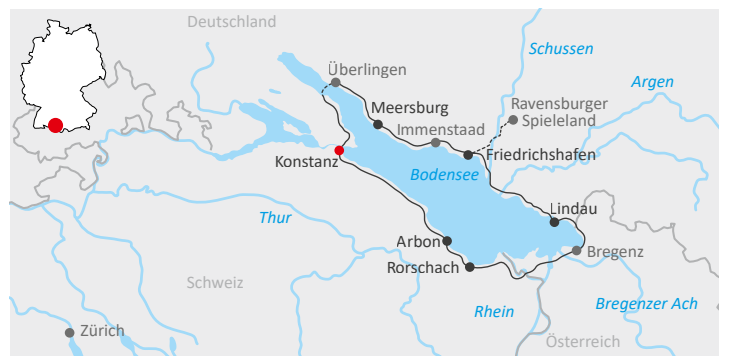 Deutschland
Schussen
Überlingen
Argen
Meersburg
Ravensburger
Spieleland
Immenstaad
Konstanz
Friedrichshafen
Bodensee
Lindau
Thur
Arbon
Bregenz
Rorschach
Schweiz
Rhein
Bregenzer Ach
Zürich
Österreich